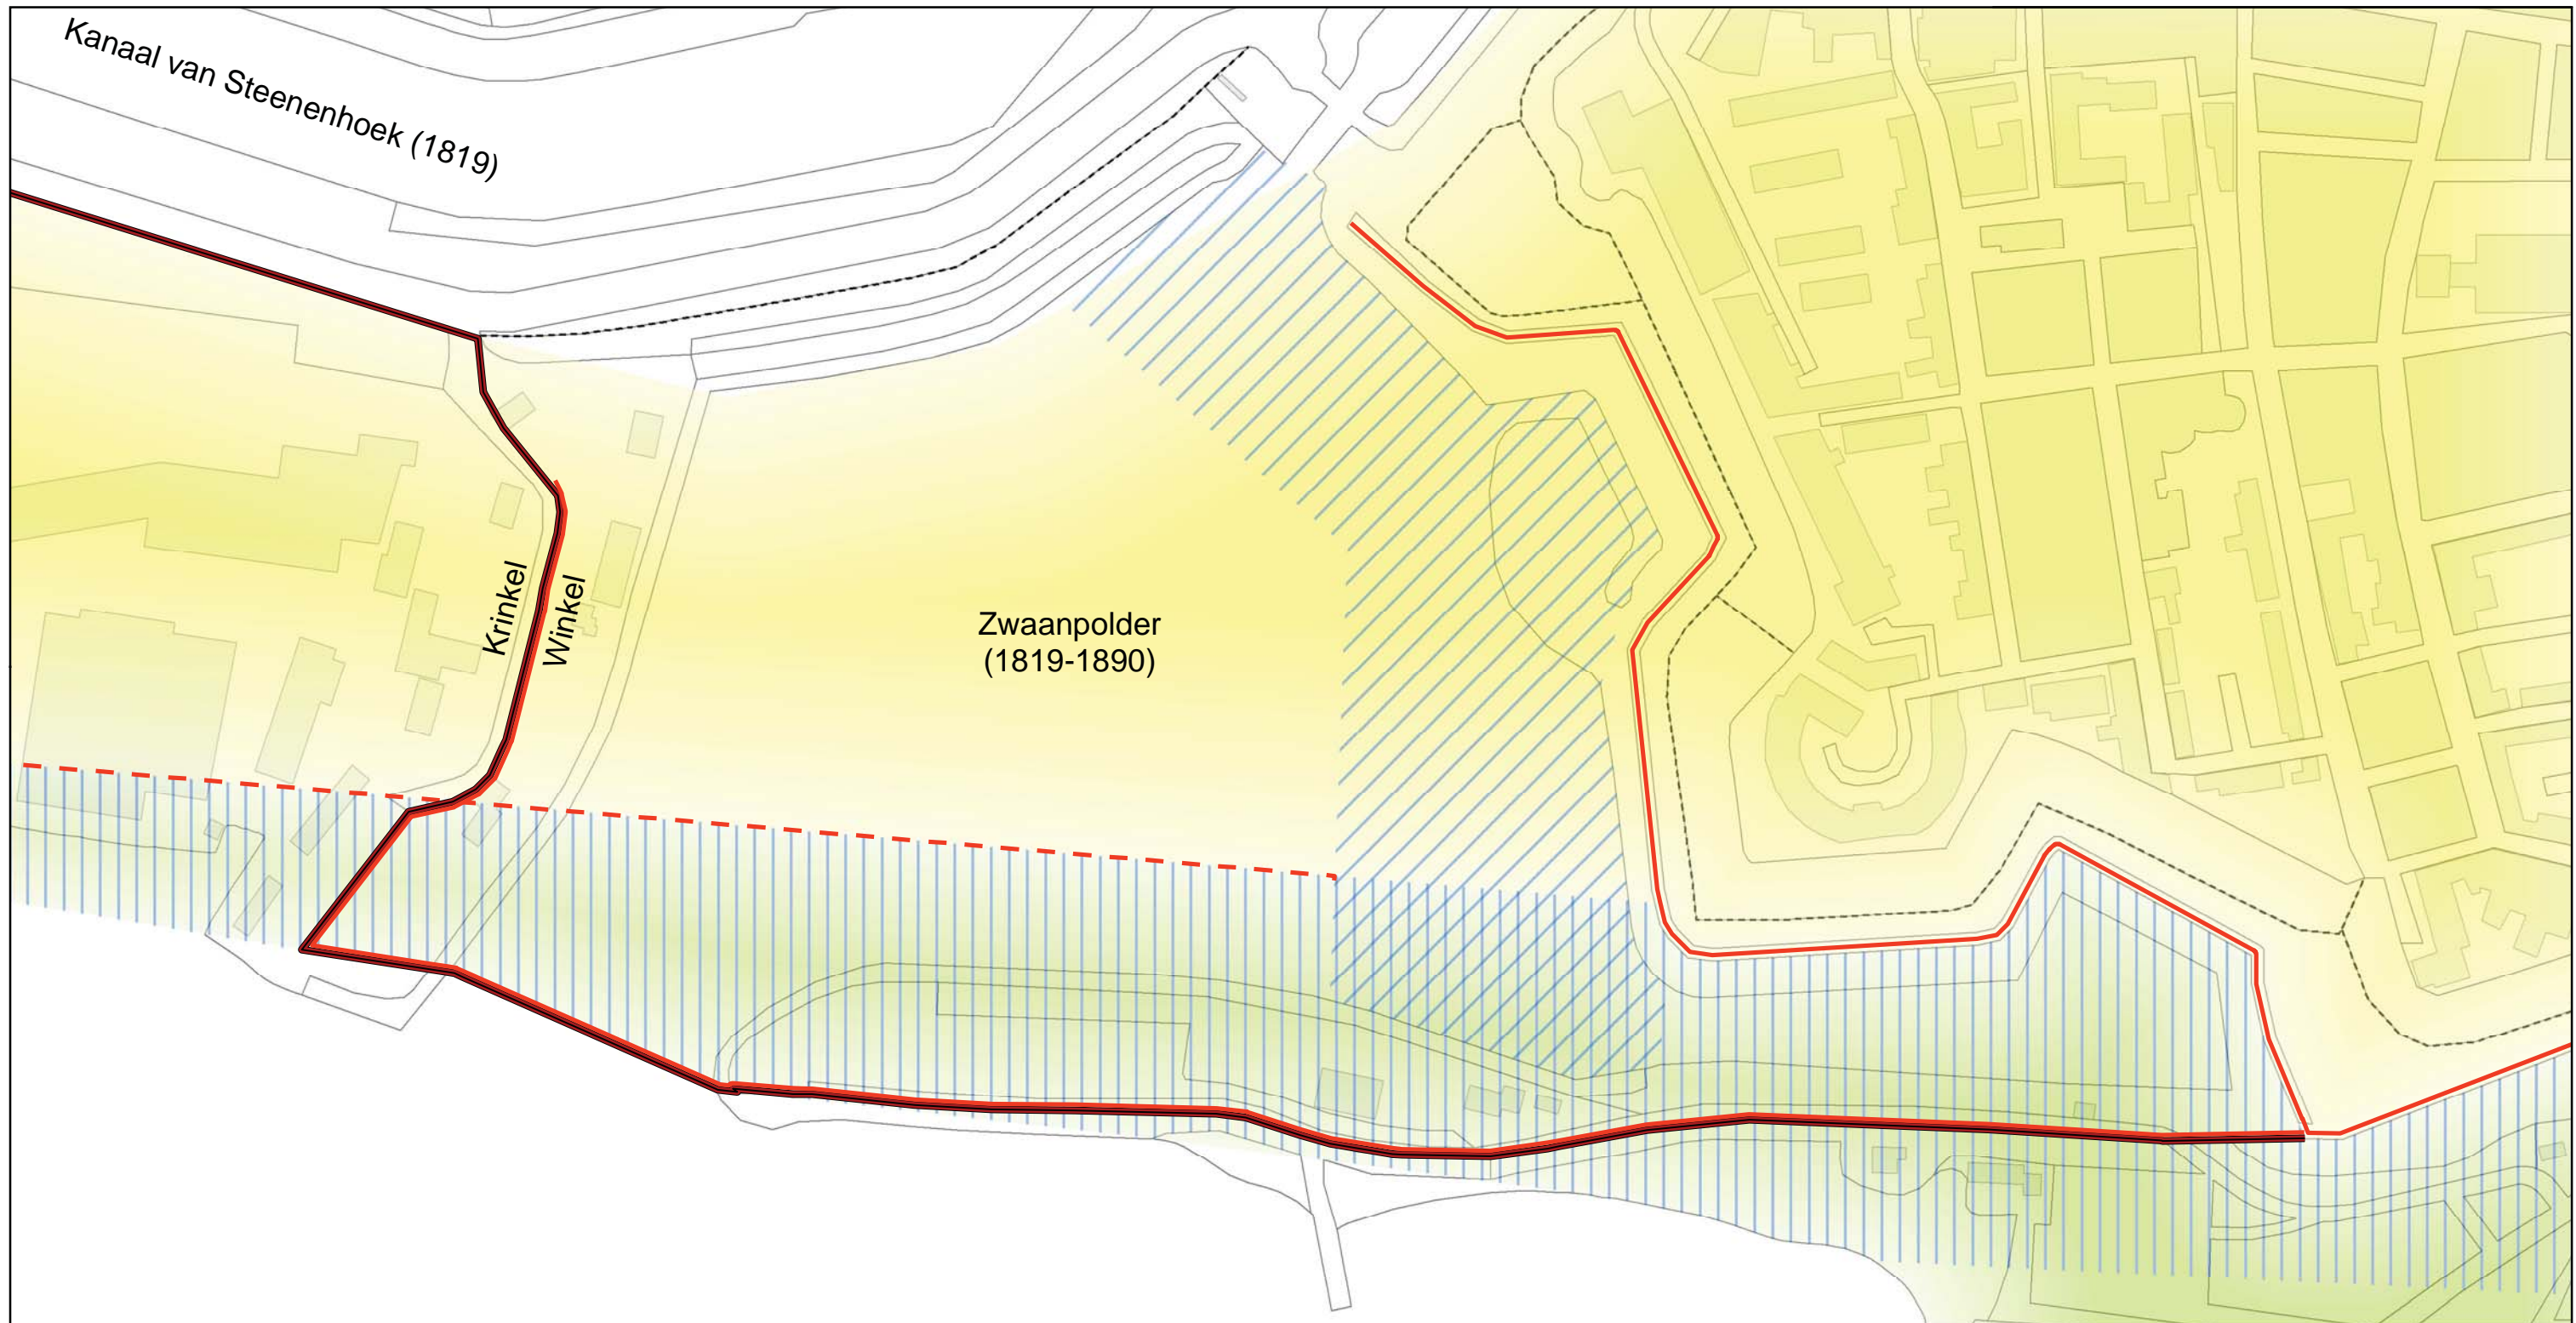 Kanaal van Steenenhoek (1819)
Krinkel
Winkel
Zwaanpolder
(1819-1890)